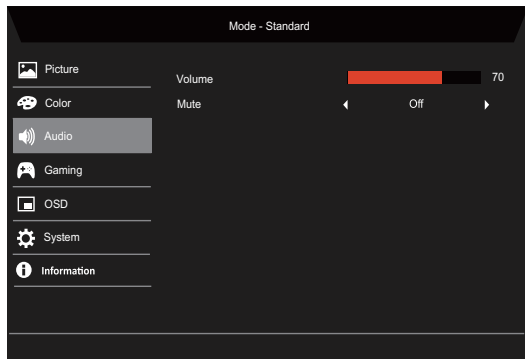 Mode - Standard
Picture
Color
Audio
Gaming
OSD
System
Information
Volume 70
Mute Off